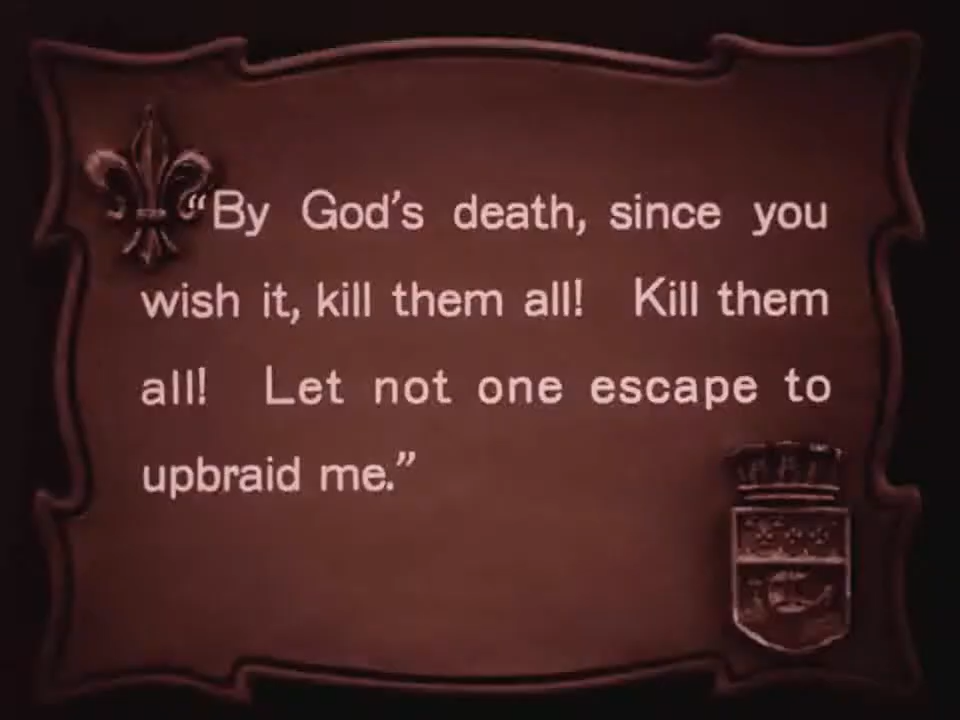 “By God's death, since you
wish it, kill them all! Kill them
all! Let not one escape to
upbraid me.”